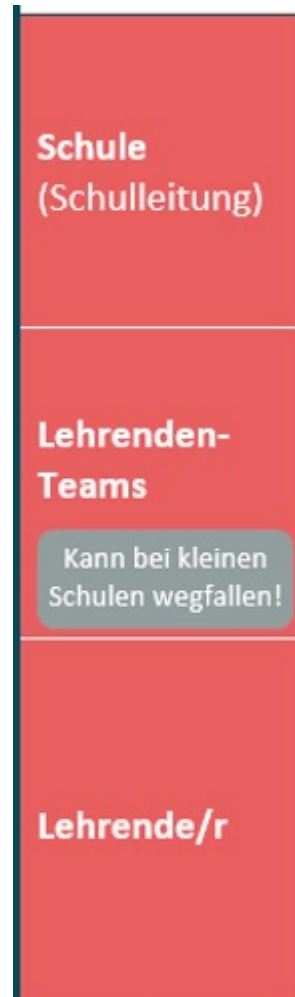 Schule
(Schulleitung)
Lehrenden-
Teams
Kann bei kleinen
Schulen wegfallen!
Lehrende/r